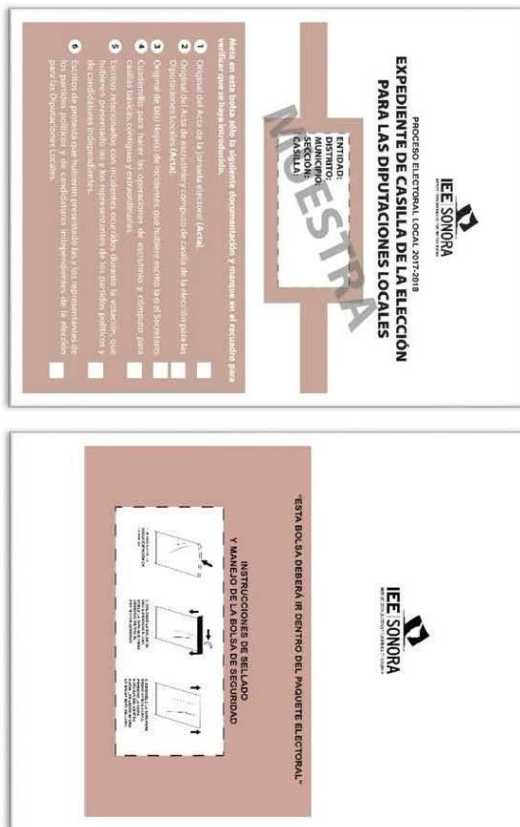 IEE SONORA
PROCESO ELECTORAL LOCAL 2017-2018
EXPEDIENTE DE CASILLA DE LA ELECCIÓN
PARA LAS DIPUTACIONES LOCALES
ENTIDAD:
DISTRITO:
MUNICIPIO:
SECCIÓN:
CASILLA:
MUESTRA
Meta en esta bolsa sólo la siguiente documentación y marque en el recuadro para
verificar que se haya introducido.
1 Original del Acta de la Jornada electoral (Acta).
2 Original del Acta de escrutinio y cómputo de casilla de la elección para las
Diputaciones Locales (Acta).
3 Original de la(s) Hoja(s) de incidentes, que hubiere escrito la o el Secretario.
4 Cuadernillo para hacer las operaciones de escrutinio y cómputo para
casillas básicas, contiguas y extraordinarias.
5 Escritos relacionados con incidentes ocurridos durante la votación, que
hubieren presentado las y los representantes de los partidos políticos y
de candidaturas independientes.
6 Escritos de protesta que hubieren presentado las y los representantes de
los partidos políticos y de candidaturas independientes de la elección
para las Diputaciones Locales.
IEE SONORA
"ESTA BOLSA DEBERÁ IR DENTRO DEL PAQUETE ELECTORAL"
INSTRUCCIONES DE SELLADO
Y MANEJO DE LA BOLSA DE SEGURIDAD